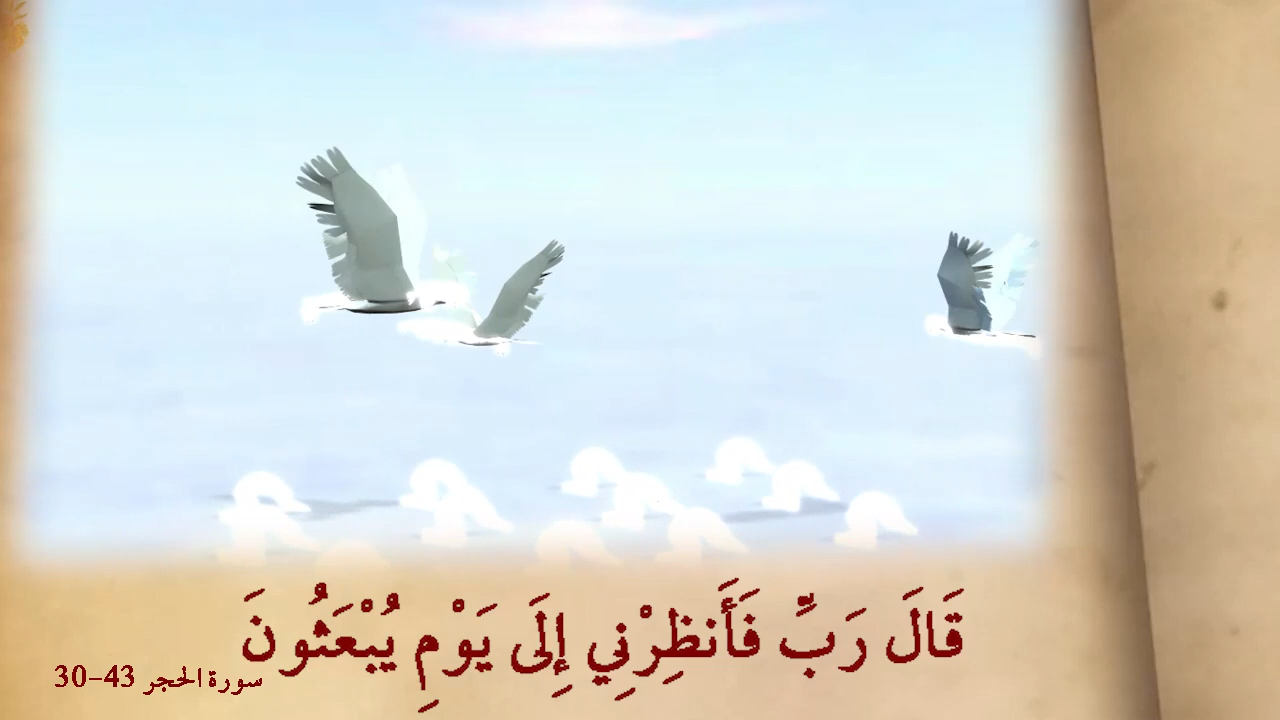 قَالَ رَبِّ فَأَنظِرْنِي إِلَى يَوْمِ يُبْعَثُونَ
سورة الحجر 43-30